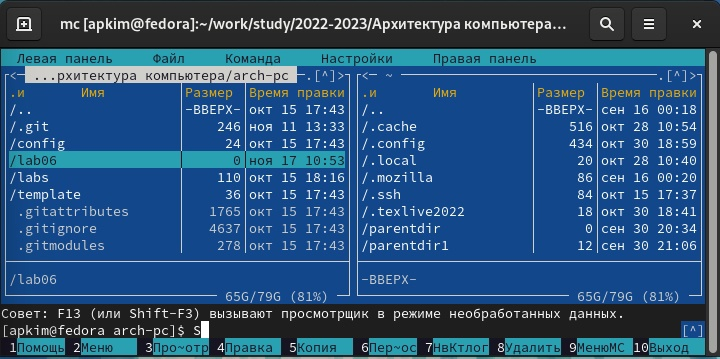 mc [apkim@fedora]:~/work/study/2022-2023/Архитектура компьютера...
Левая панель Файл Команда Настройки Правая панель
<— ...рхитектура компьютера/arch-pc .[^]> <— ~ .[^]>
.и Имя Размер Время правки .и Имя Размер Время правки
/.. -ВВЕРХ- окт 15 17:43 /.. -ВВЕРХ- сен 16 00:18
/.git 246 ноя 11 13:33 /.cache 516 окт 28 10:54
/config 24 окт 15 17:43 /.config 434 окт 30 18:59
/lab06 0 ноя 17 10:53 /.local 20 окт 28 10:40
/labs 110 окт 15 18:16 /.mozilla 86 сен 16 00:20
/template 36 окт 15 17:43 /.ssh 84 окт 15 17:37
.gitattributes 1765 окт 15 17:43 /.texlive2022 18 окт 30 18:41
.gitignore 4637 окт 15 17:43 /parentdir 0 сен 30 20:34
.gitmodules 278 окт 15 17:43 /parentdir1 12 сен 30 21:06
/lab06 -ВВЕРХ-
65G/79G (81%) 65G/79G (81%)
Совет: F13 (или Shift-F3) вызывают просмотрщик в режиме необработанных данных.
[apkim@fedora arch-pc]$ S [^]
1Помощь 2Меню 3Про~отр 4Правка 5Копия 6Пер~ос 7НвКтлог 8Удалить 9МенюМС 10Выход